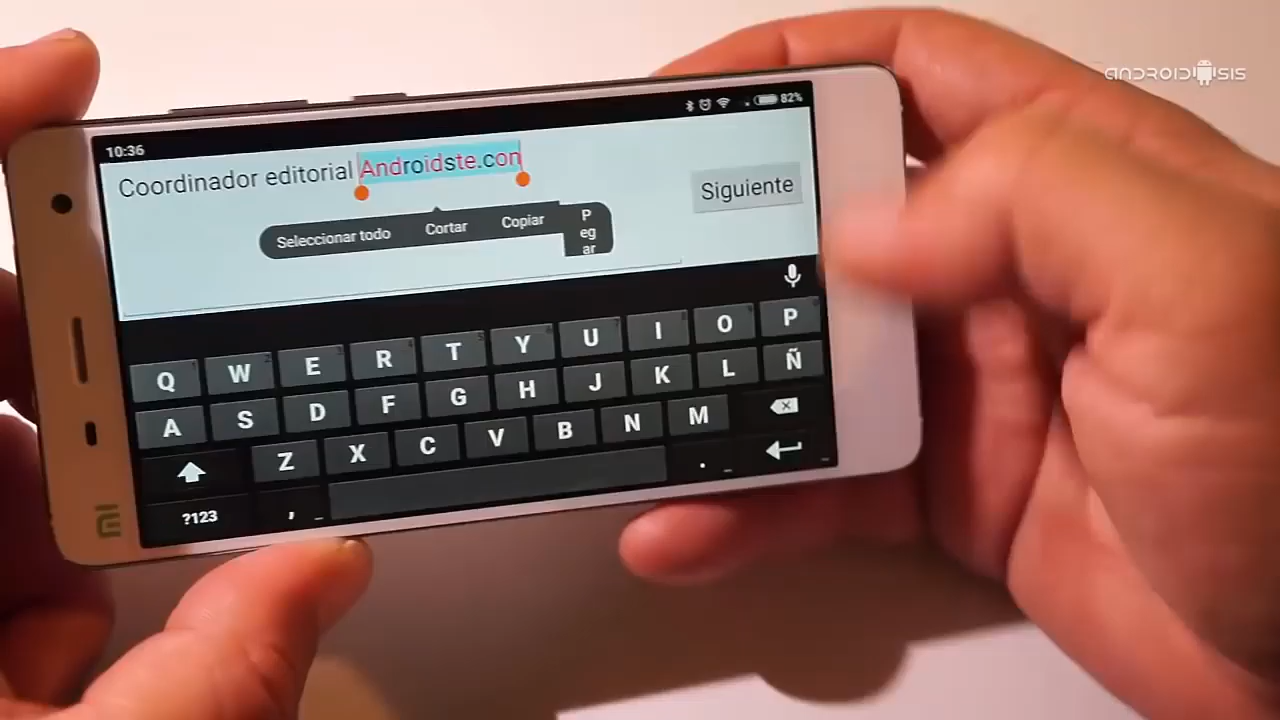 ANDROIDSIS
10:36
82%
Coordinador editorial Androidste.con
Siguiente
Seleccionar todo Cortar Copiar P
eg
ar
Q W E R T Y U I O P
A S D F G H J K L Ñ
Z X C V B N M
?123 , .